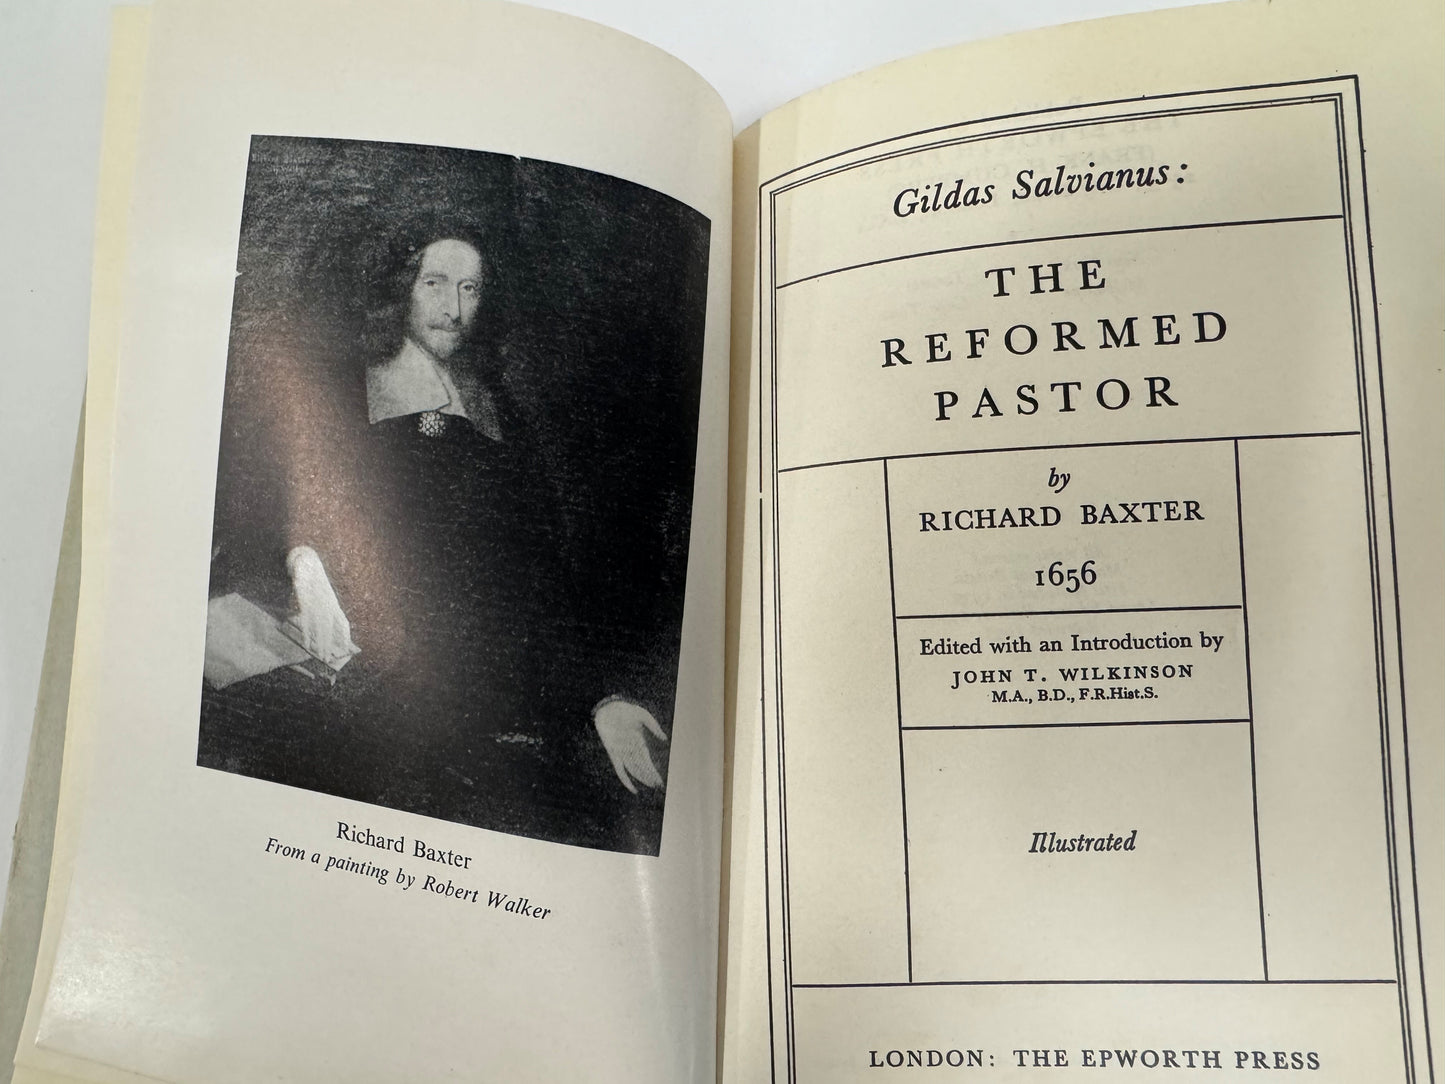 Richard Baxter
From a painting by Robert Walker
Gildas Salvianus:
THE
REFORMED
PASTOR
by
RICHARD BAXTER
1656
Edited with an Introduction by
JOHN T. WILKINSON
M.A., B.D., F.R.Hist.S.
Illustrated
LONDON: THE EPWORTH PRESS